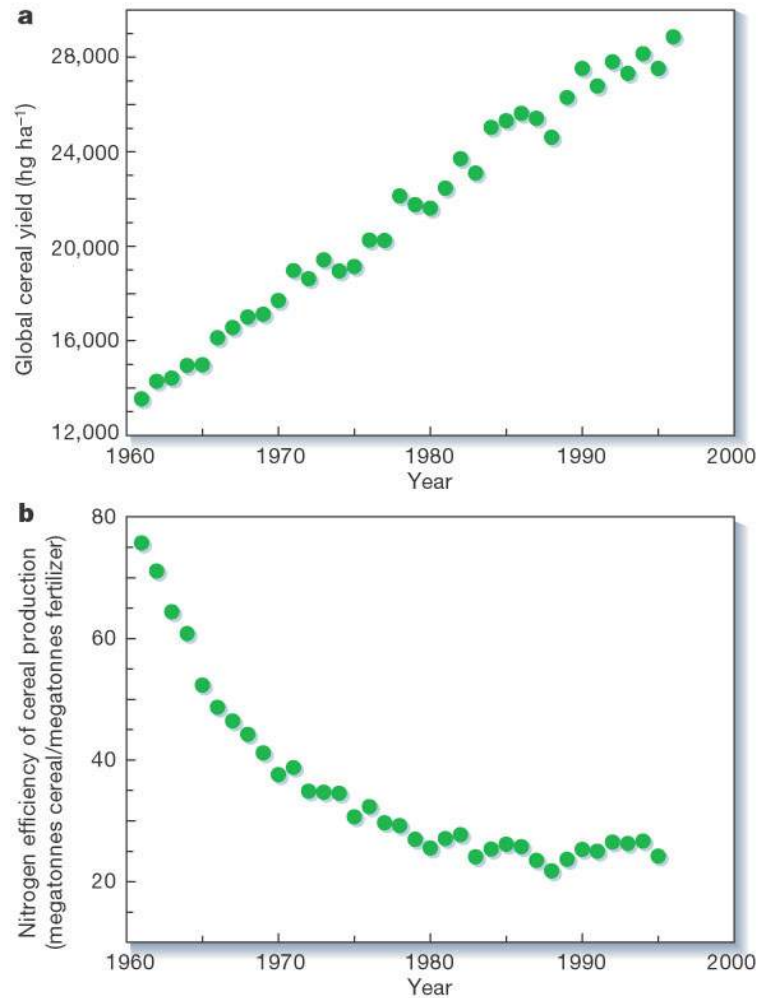 a
Global cereal yield (hg ha⁻¹)
28,000
24,000
20,000
16,000
12,000
1960 1970 1980 1990 2000
Year
b
Nitrogen efficiency of cereal production
(megatonnes cereal/megatonnes fertilizer)
80
60
40
20
1960 1970 1980 1990 2000
Year